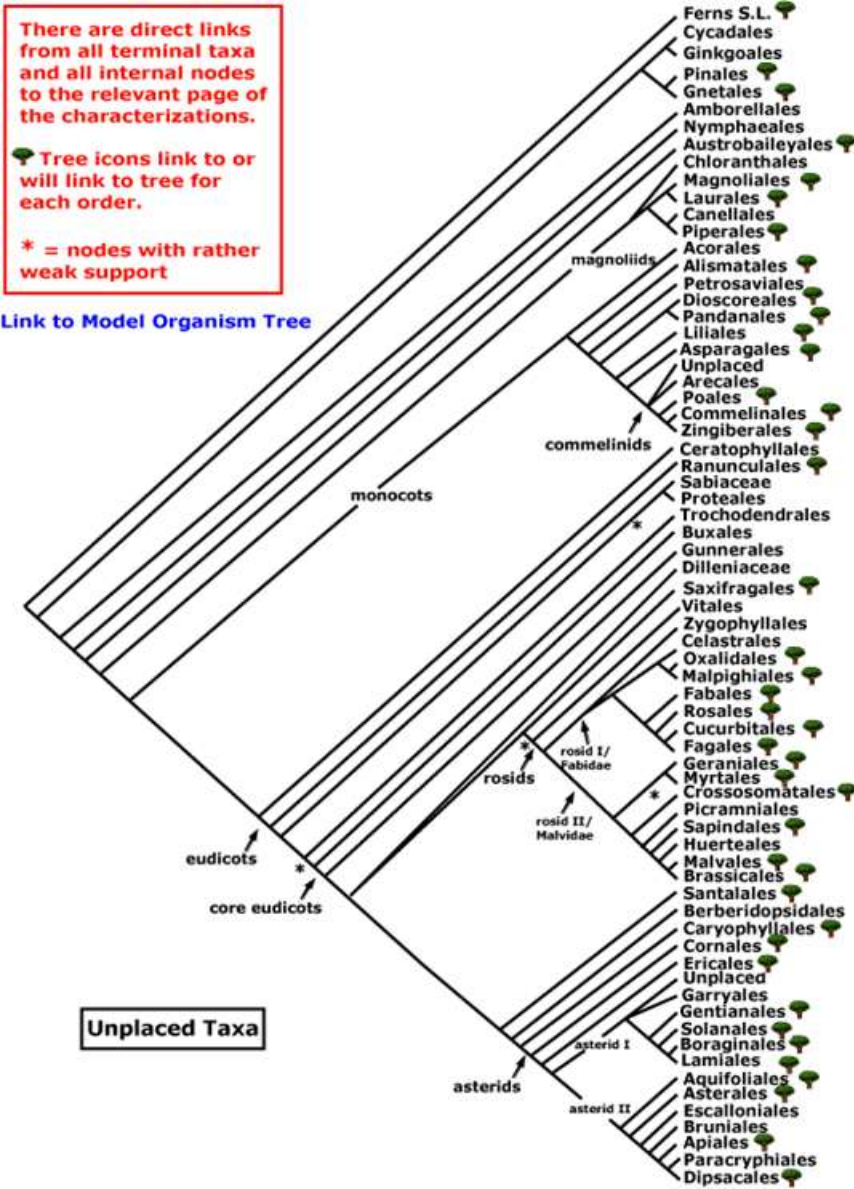 There are direct links
from all terminal taxa
and all internal nodes
to the relevant page of
the characterizations.
Tree icons link to or
will link to tree for
each order.
* = nodes with rather
weak support
Link to Model Organism Tree
Ferns S.L.
Cycadales
Ginkgoales
Pinales
Gnetales
Amborellales
Nymphaeales
Austrobaileyales
Chloranthales
Magnoliales
Laurales
Canellales
Piperales
magnoliids
Acorales
Alismatales
Petrosaviales
Dioscoreales
Pandanales
Liliales
Asparagales
Unplaced
Arecales
Poales
Commelinales
Zingiberales
commelinids
monocots
Ceratophyllales
Ranunculales
Sabiaceae
Proteales
Trochodendrales
*
Buxales
Gunnerales
Dilleniaceae
Saxifragales
Vitales
Zygophyllales
Celastrales
Oxalidales
Malpighiales
Fabales
Rosales
Cucurbitales
Fagales
*
rosids
rosid I/
Fabidae
Geraniales
Myrtales
Crossosomatales
*
Picramniales
Sapindales
Huerteales
Malvales
Brassicales
rosid II/
Malvidae
eudicots
*
core eudicots
Santalales
Berberidopsidales
Caryophyllales
Cornales
Ericales
Unplaced
Garryales
Gentianales
Solanales
Boraginales
Lamiales
asterid I
asterids
asterid II
Aquifoliales
Asterales
Escalloniales
Bruniales
Apiales
Paracryphiales
Dipsacales
Unplaced Taxa